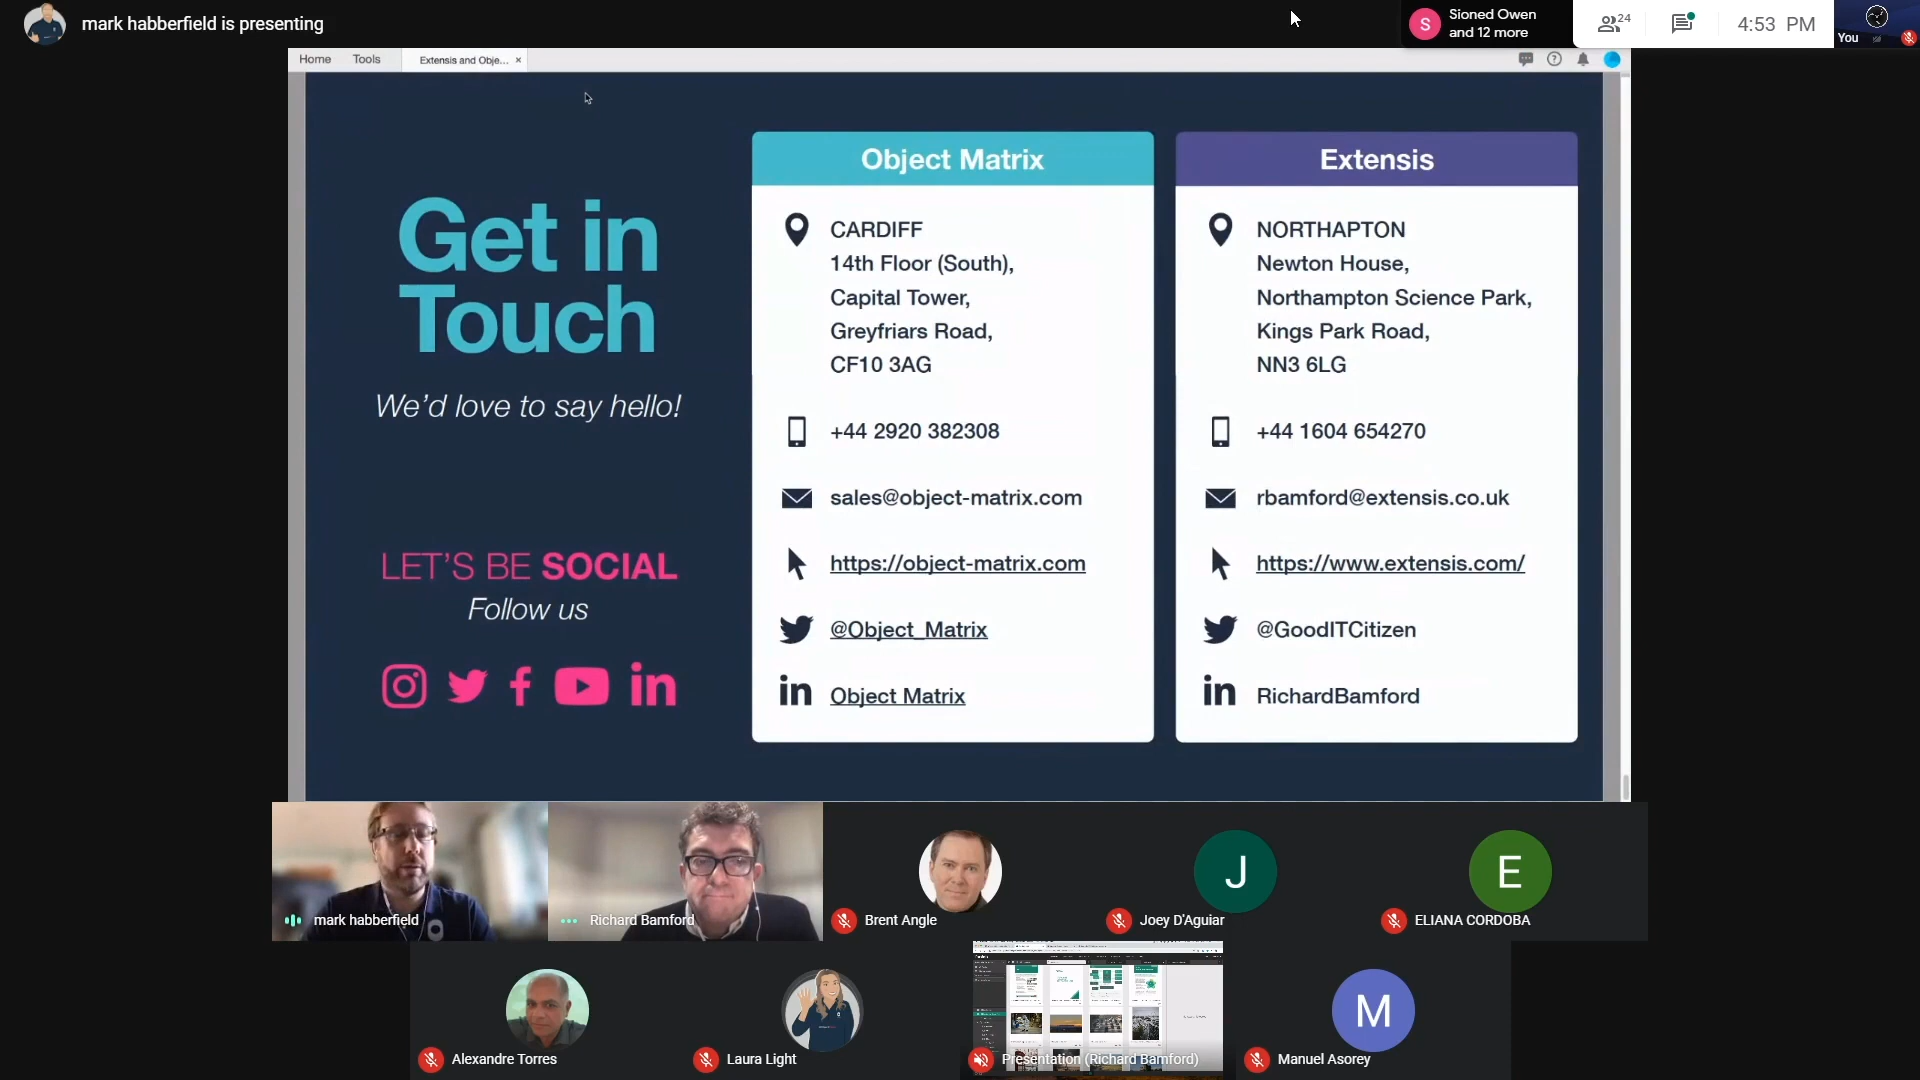 mark habberfield is presenting
S
Sioned Owen
and 12 more
24
4:53 PM
You
Home
Tools
Extensis and Obje...
Get in
Touch
We'd love to say hello!
LET'S BE SOCIAL
Follow us
Object Matrix
CARDIFF
14th Floor (South),
Capital Tower,
Greyfriars Road,
CF10 3AG
+44 2920 382308
sales@object-matrix.com
https://object-matrix.com
@Object_Matrix
in Object Matrix
Extensis
NORTHAPTON
Newton House,
Northampton Science Park,
Kings Park Road,
NN3 6LG
+44 1604 654270
rbamford@extensis.co.uk
https://www.extensis.com/
@GoodITCitizen
in RichardBamford
mark habberfield
Richard Bamford
Brent Angle
J
Joey D'Aguiar
E
ELIANA CORDOBA
Alexandre Torres
Laura Light
Presentation (Richard Bamford)
M
Manuel Asorey